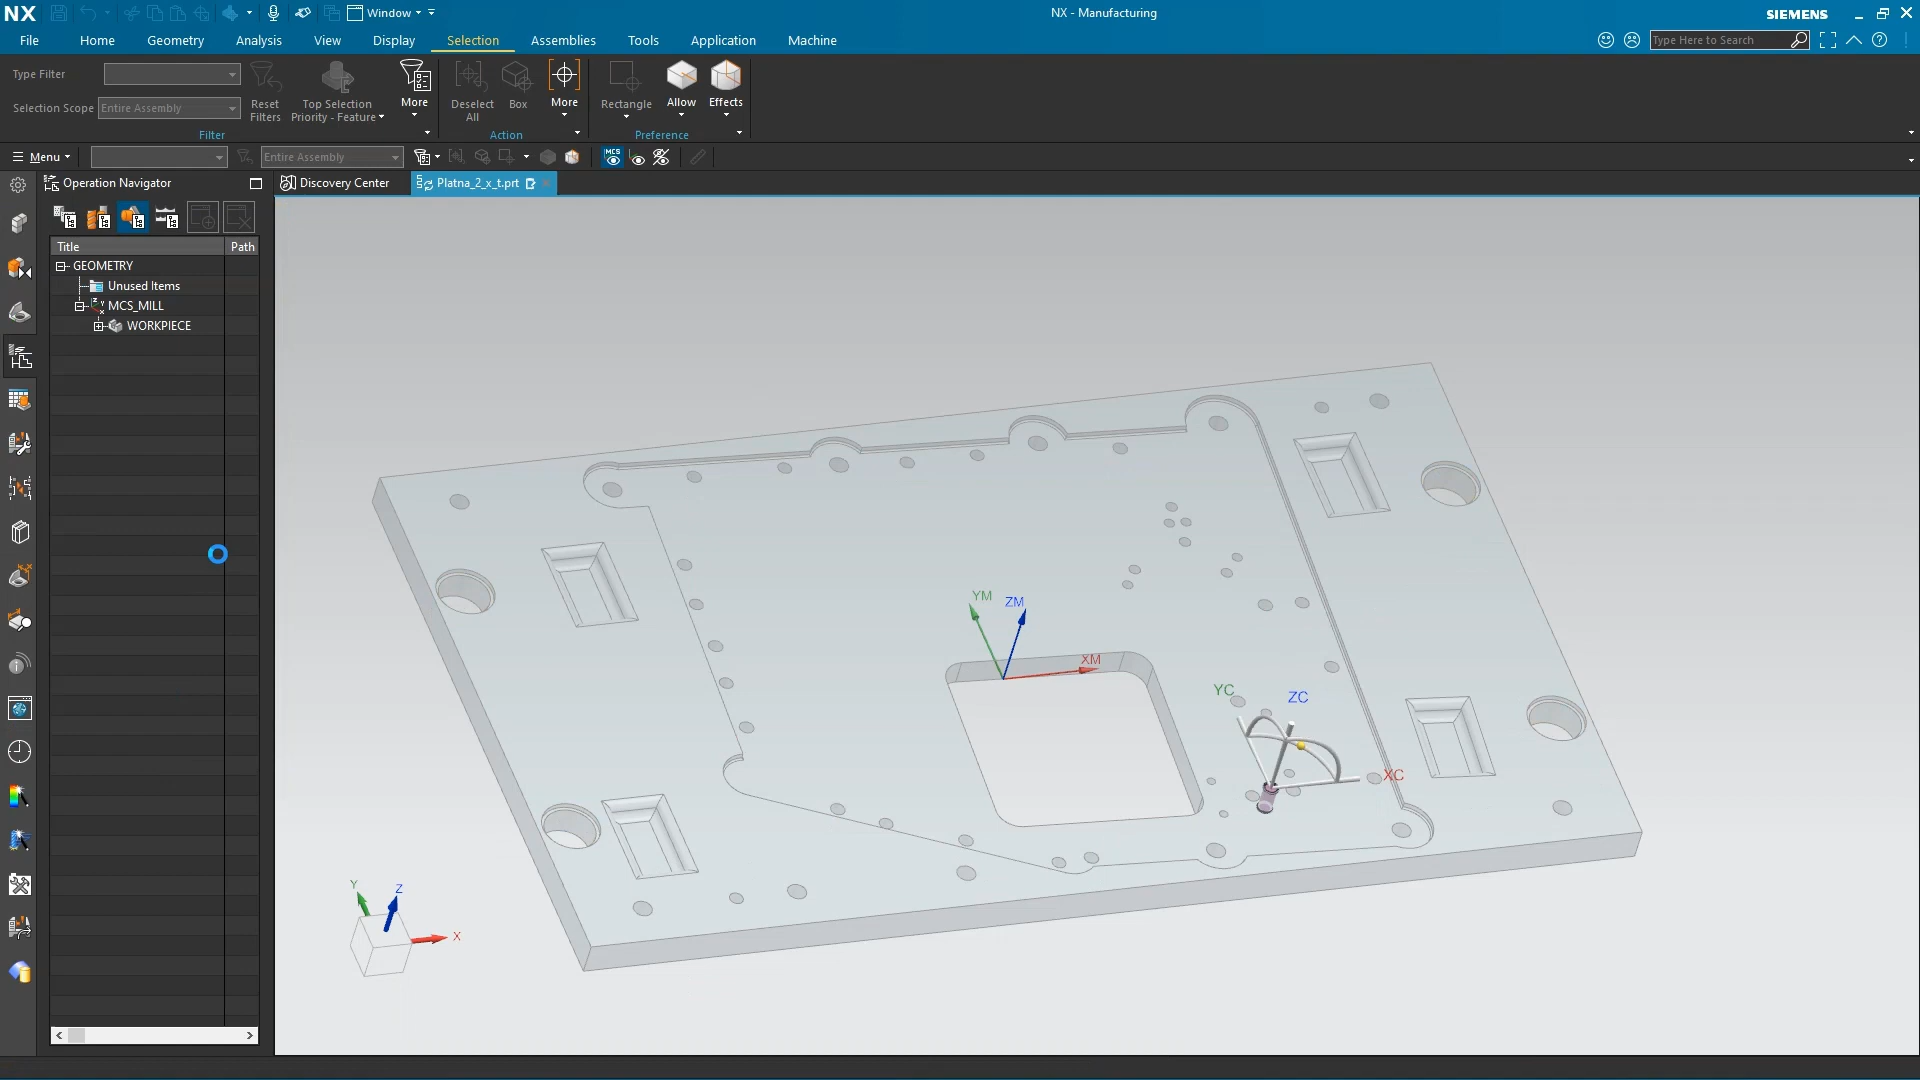 NX
Window
NX - Manufacturing
SIEMENS
File
Home
Geometry
Analysis
View
Display
Selection
Assemblies
Tools
Application
Machine
Type Here to Search
Type Filter
Selection Scope
Entire Assembly
Reset
Filters
Top Selection
Priority - Feature
More
Filter
Deselect
All
Box
More
Action
Rectangle
Allow
Effects
Preference
Menu
Entire Assembly
MCS
Operation Navigator
Discovery Center
Platna_2_x_t.prt
Title
Path
GEOMETRY
Unused Items
MCS_MILL
WORKPIECE
YM
ZM
XM
YC
ZC
XC
Y
Z
X